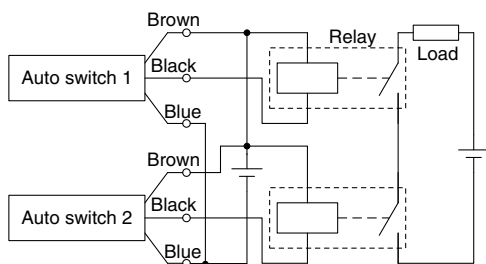 Brown
Relay
Load
Auto switch 1
Black
Blue
Brown
Auto switch 2
Black
Blue